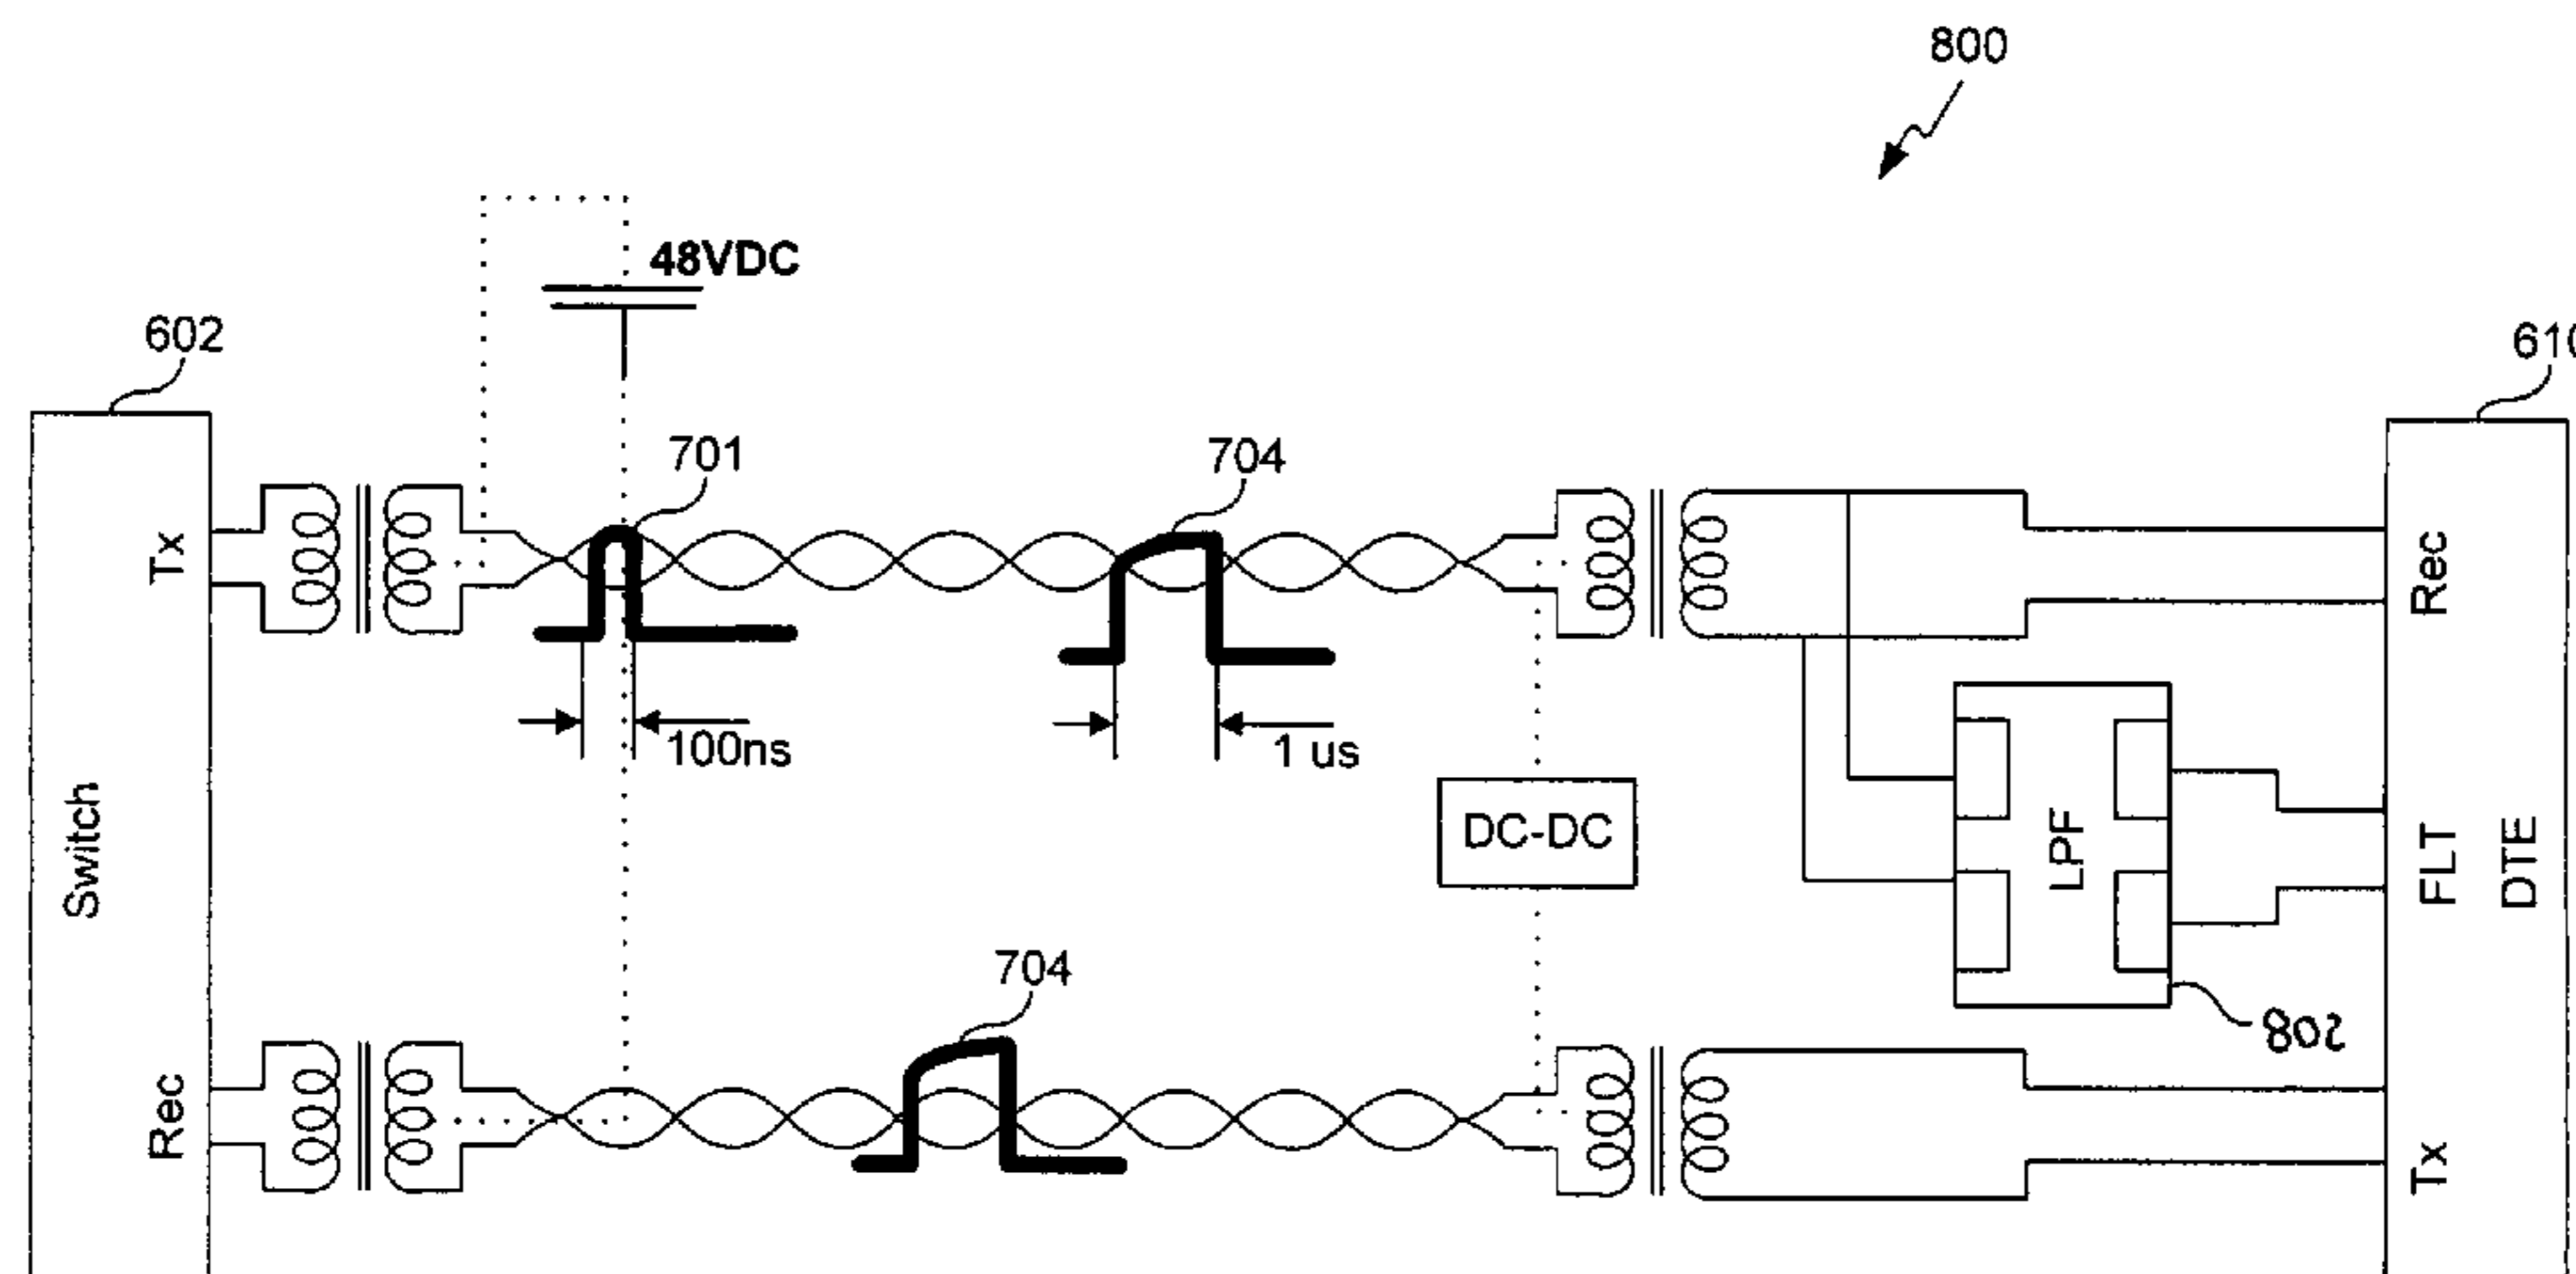 800
48VDC
602
610
701
704
Tx
Rec
100ns
1 us
DC-DC
LPF
Switch
FLT
DTE
704
802
Rec
Tx